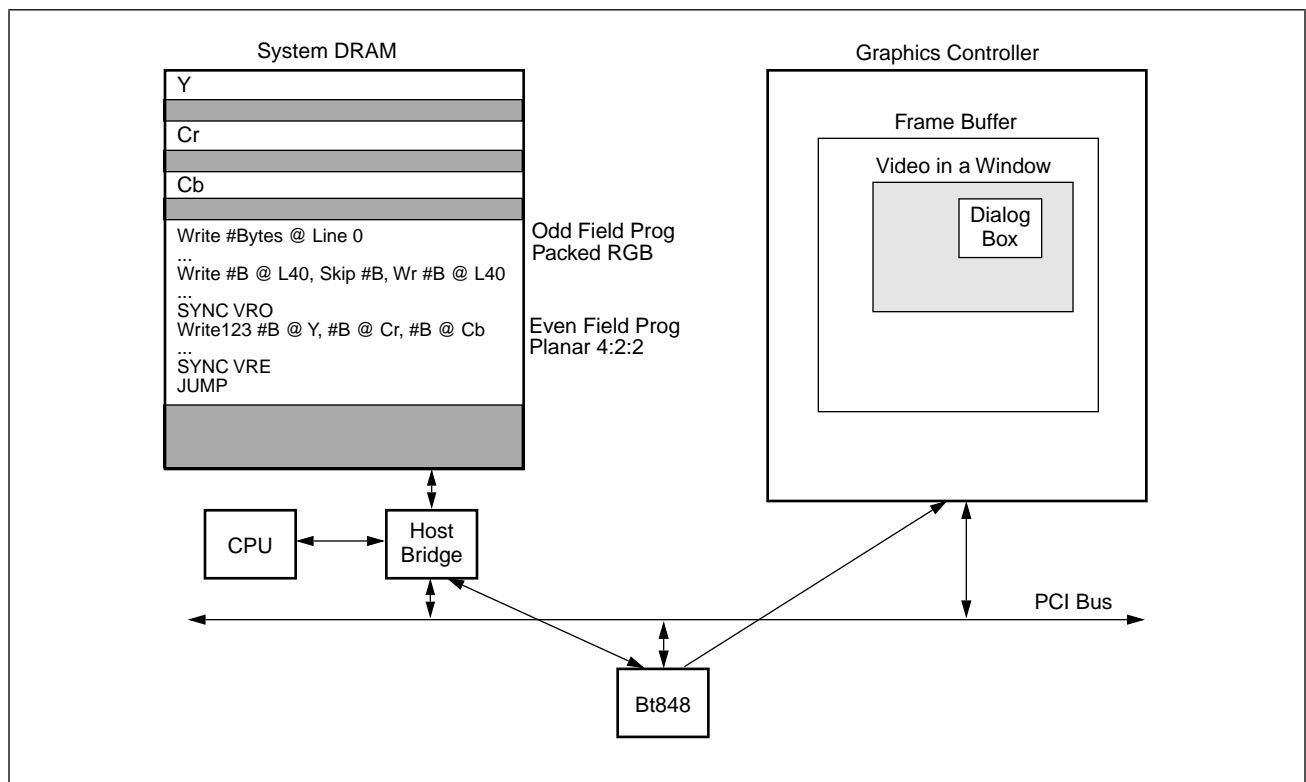 System DRAM
Y
Cr
Cb
Write #Bytes @ Line 0
...
Write #B @ L40, Skip #B, Wr #B @ L40
...
SYNC VRO
Write123 #B @ Y, #B @ Cr, #B @ Cb
...
SYNC VRE
JUMP
Odd Field Prog
Packed RGB
Even Field Prog
Planar 4:2:2
Graphics Controller
Frame Buffer
Video in a Window
Dialog
Box
CPU
Host
Bridge
PCI Bus
Bt848